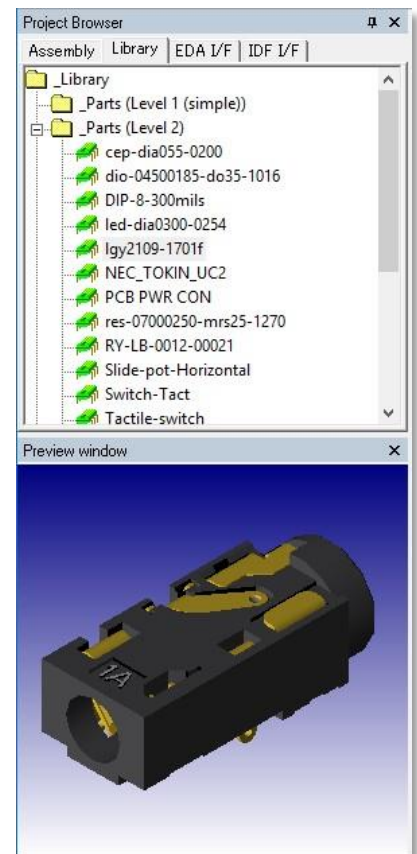 Project Browser
Assembly Library EDA I/F IDF I/F
_Library
_Parts (Level 1 (simple))
_Parts (Level 2)
cep-dia055-0200
dio-04500185-do35-1016
DIP-8-300mils
led-dia0300-0254
lgy2109-1701f
NEC_TOKIN_UC2
PCB PWR CON
res-07000250-mrs25-1270
RY-LB-0012-00021
Slide-pot-Horizontal
Switch-Tact
Tactile-switch
Preview window
1A